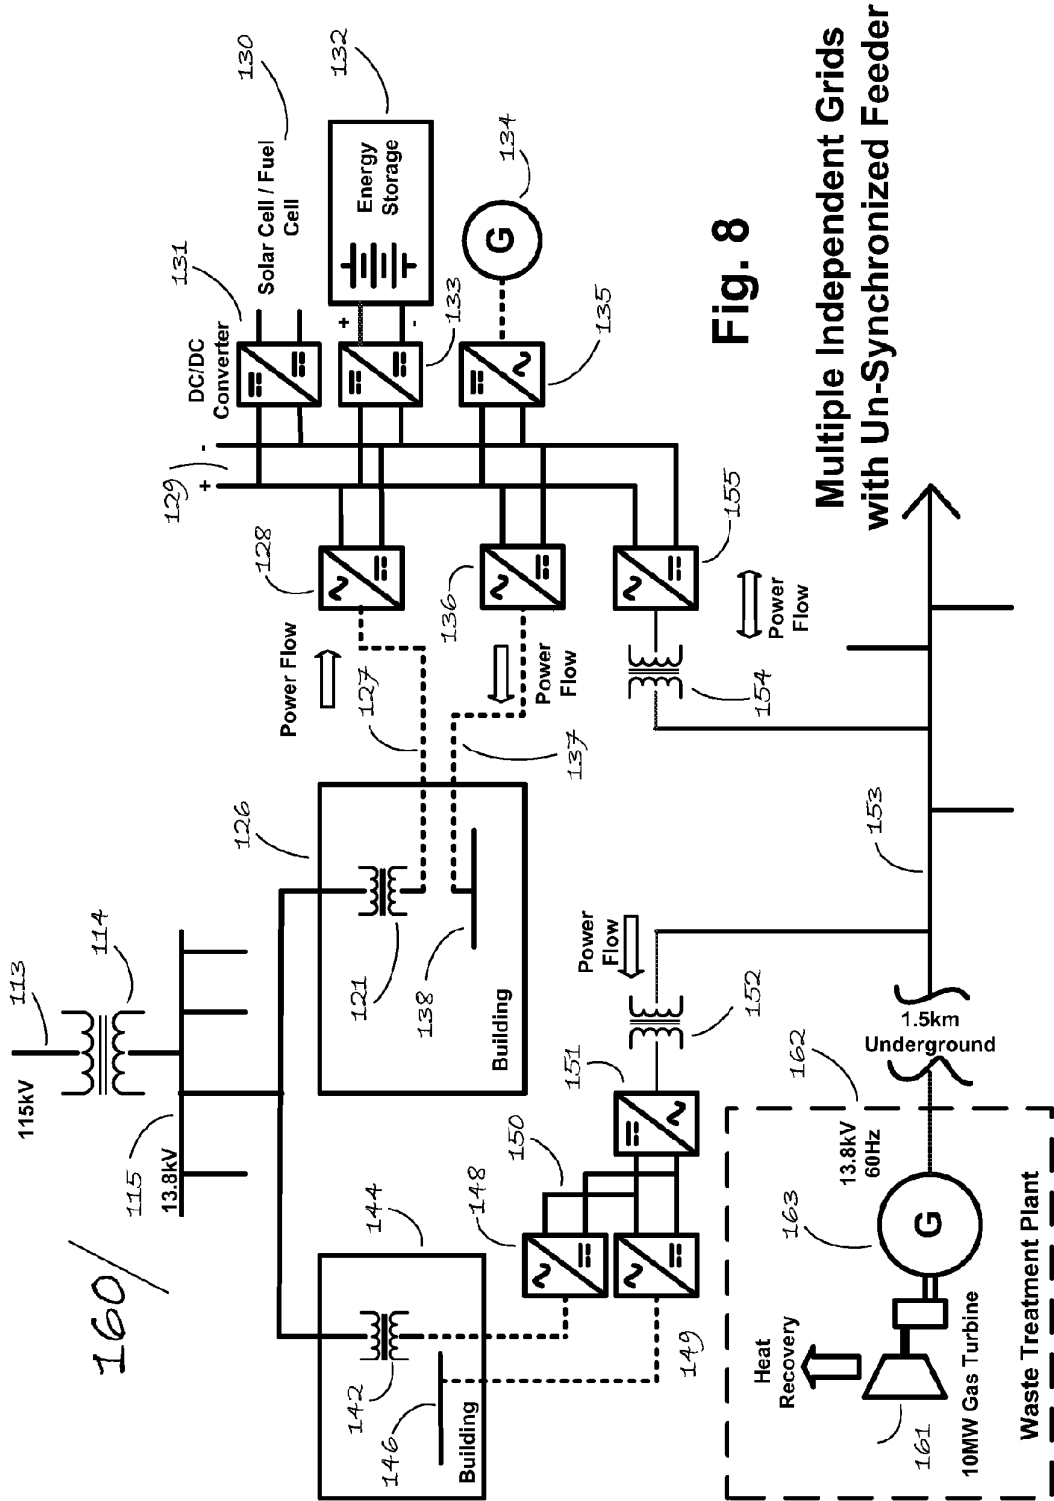 160
115kV
113
114
115
13.8kV
144
142
146
Building
126
121
138
Building
Power Flow
127
128
129
+
-
DC/DC
Converter
131
Solar Cell / Fuel
Cell
130
132
Energy
Storage
+
-
133
134
G
135
136
Power
Flow
137
155
Power
Flow
154
153
Power
Flow
152
151
150
148
149
1.5km
Underground
162
13.8kV
60Hz
163
G
Heat
Recovery
161
10MW Gas Turbine
Waste Treatment Plant
Fig. 8
Multiple Independent Grids
with Un-Synchronized Feeder